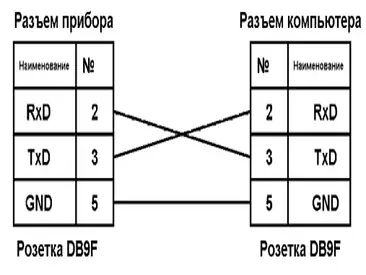 Разъем прибора Разъем компьютера
Наименование № № Наименование
RxD 2 2 RxD
TxD 3 3 TxD
GND 5 5 GND
Розетка DB9F Розетка DB9F